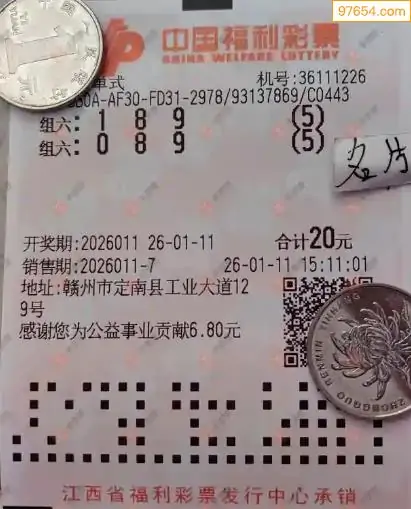 97654.com
中国福利彩票
CHINA WELFARE LOTTERY
单式 机号:36111226
60A-AF30-FD31-2978/93137869/C0443
组六: 1 8 9 (5)
组六: 0 8 9 (5)
名片
开奖期:2026011 26-01-11 合计20元
销售期:2026011-7 26-01-11 15:11:01
地址:赣州市定南县工业大道12
9号
感谢您为公益事业贡献6.80元
江西省福利彩票发行中心承销